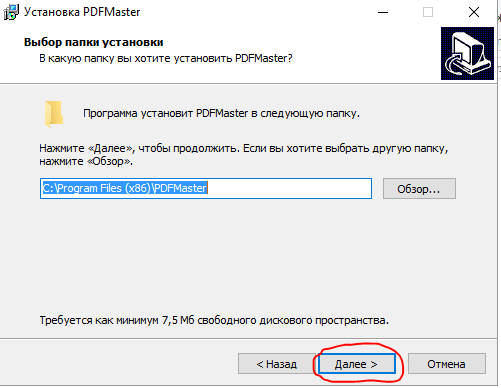 Установка PDFMaster
Выбор папки установки
В какую папку вы хотите установить PDFMaster?
Программа установит PDFMaster в следующую папку.
Нажмите «Далее», чтобы продолжить. Если вы хотите выбрать другую папку,
нажмите «Обзор».
C:\Program Files (x86)\PDFMaster
Обзор...
Требуется как минимум 7,5 Мб свободного дискового пространства.
< Назад
Далее >
Отмена